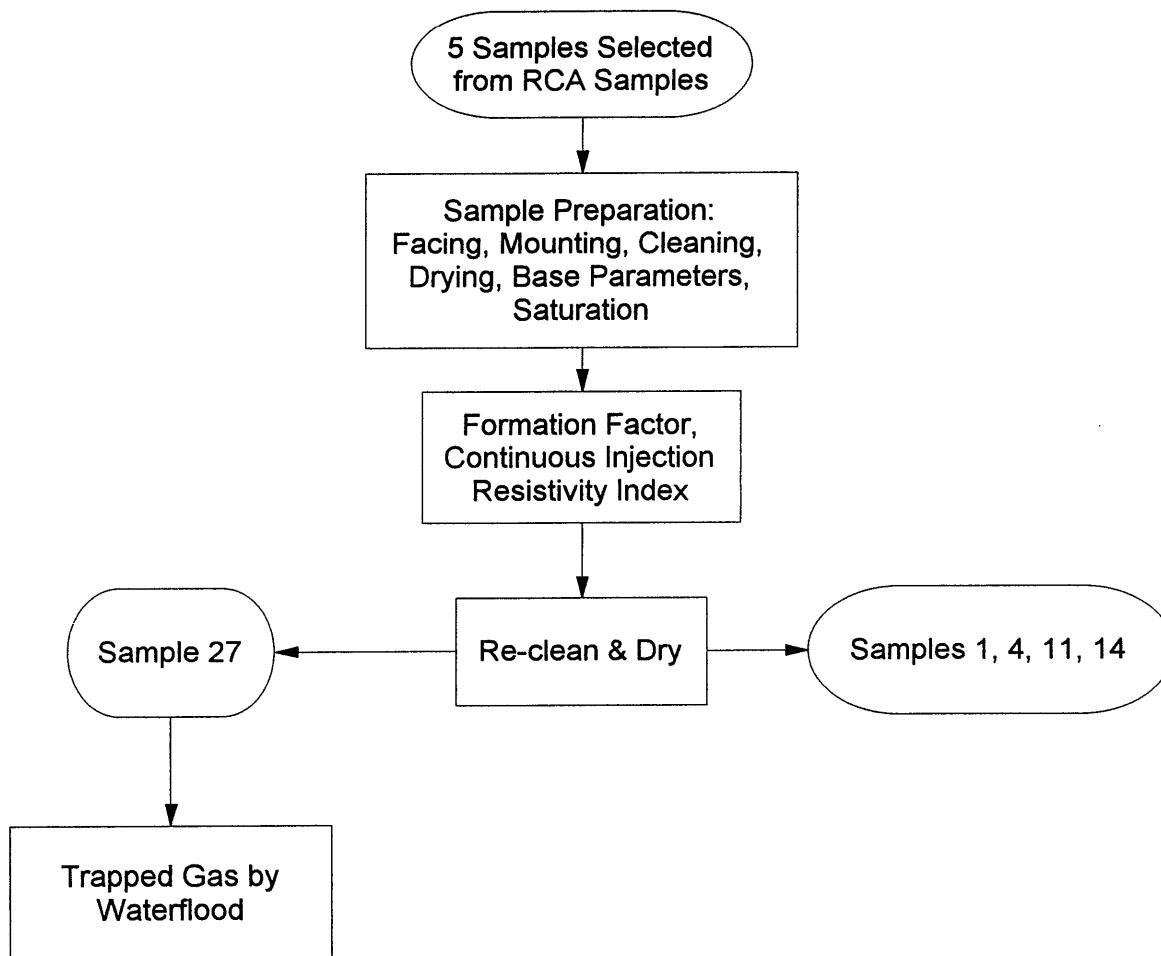 5 Samples Selected
from RCA Samples
Sample Preparation:
Facing, Mounting, Cleaning,
Drying, Base Parameters,
Saturation
Formation Factor,
Continuous Injection
Resistivity Index
Sample 27
Re-clean & Dry
Samples 1, 4, 11, 14
Trapped Gas by
Waterflood